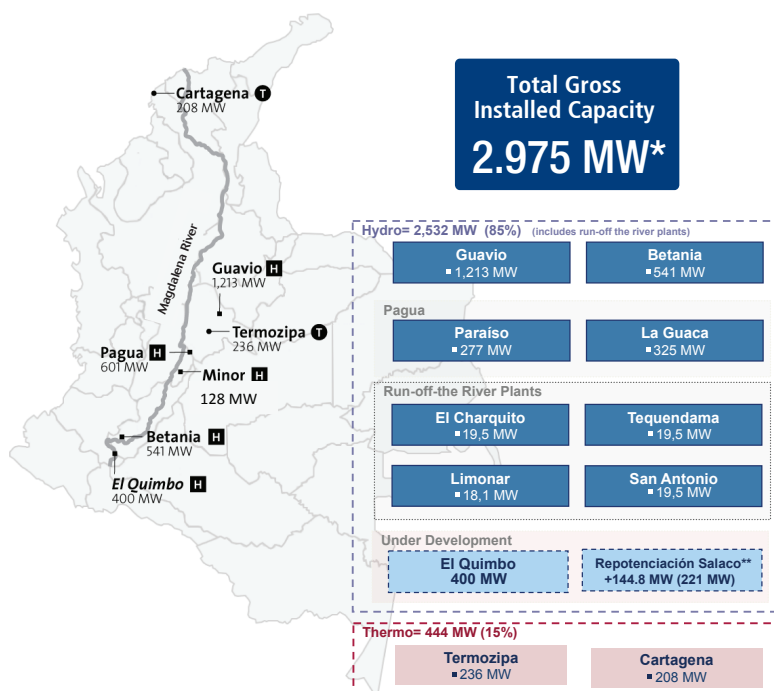 Cartagena T
208 MW
Magdalena River
Guavio H
1,213 MW
Termozipa T
236 MW
Pagua H
601 MW
Minor H
128 MW
Betania H
541 MW
El Quimbo H
400 MW
Total Gross
Installed Capacity
2.975 MW*
Hydro= 2,532 MW (85%) (includes run-off the river plants)
Guavio
1,213 MW
Betania
541 MW
Pagua
Paraíso
277 MW
La Guaca
325 MW
Run-off-the River Plants
El Charquito
19,5 MW
Tequendama
19,5 MW
Limonar
18,1 MW
San Antonio
19,5 MW
Under Development
El Quimbo
400 MW
Repotenciación Salaco**
+144.8 MW (221 MW)
Thermo= 444 MW (15%)
Termozipa
236 MW
Cartagena
208 MW